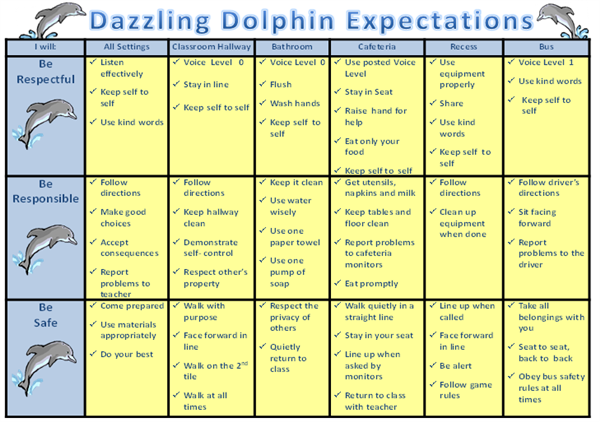 Dazzling Dolphin Expectations
I will:
All Settings
Classroom Hallway
Bathroom
Cafeteria
Recess
Bus
Be
Respectful
✓ Listen
effectively
✓ Keep self to
self
✓ Use kind words
✓ Voice Level 0
✓ Stay in line
✓ Keep self to self
✓ Voice Level 0
✓ Flush
✓ Wash hands
✓ Keep self to
self
✓ Use posted Voice
Level
✓ Stay in Seat
✓ Raise hand for
help
✓ Eat only your
food
✓ Keep self to self
✓ Use
equipment
properly
✓ Share
✓ Use kind
words
✓ Keep self to
self
✓ Voice Level 1
✓ Use kind words
✓ Keep self to
self
Be
Responsible
✓ Follow
directions
✓ Make good
choices
✓ Accept
consequences
✓ Report
problems to
teacher
✓ Follow
directions
✓ Keep hallway
clean
✓ Demonstrate
self- control
✓ Respect other's
property
✓ Keep it clean
✓ Use water
wisely
✓ Use one
paper towel
✓ Use one
pump of
soap
✓ Get utensils,
napkins and milk
✓ Keep tables and
floor clean
✓ Report problems
to cafeteria
monitors
✓ Eat promptly
✓ Follow
directions
✓ Clean up
equipment
when done
✓ Follow driver's
directions
✓ Sit facing
forward
✓ Report
problems to the
driver
Be
Safe
✓ Come prepared
✓ Use materials
appropriately
✓ Do your best
✓ Walk with
purpose
✓ Face forward in
line
✓ Walk on the 2nd
tile
✓ Walk at all
times
✓ Respect the
privacy of
others
✓ Quietly
return to
class
✓ Walk quietly in a
straight line
✓ Stay in your seat
✓ Line up when
asked by
monitors
✓ Return to class
with teacher
✓ Line up when
called
✓ Face forward
in line
✓ Be alert
✓ Follow game
rules
✓ Take all
belongings with
you
✓ Seat to seat,
back to back
✓ Obey bus safety
rules at all
times